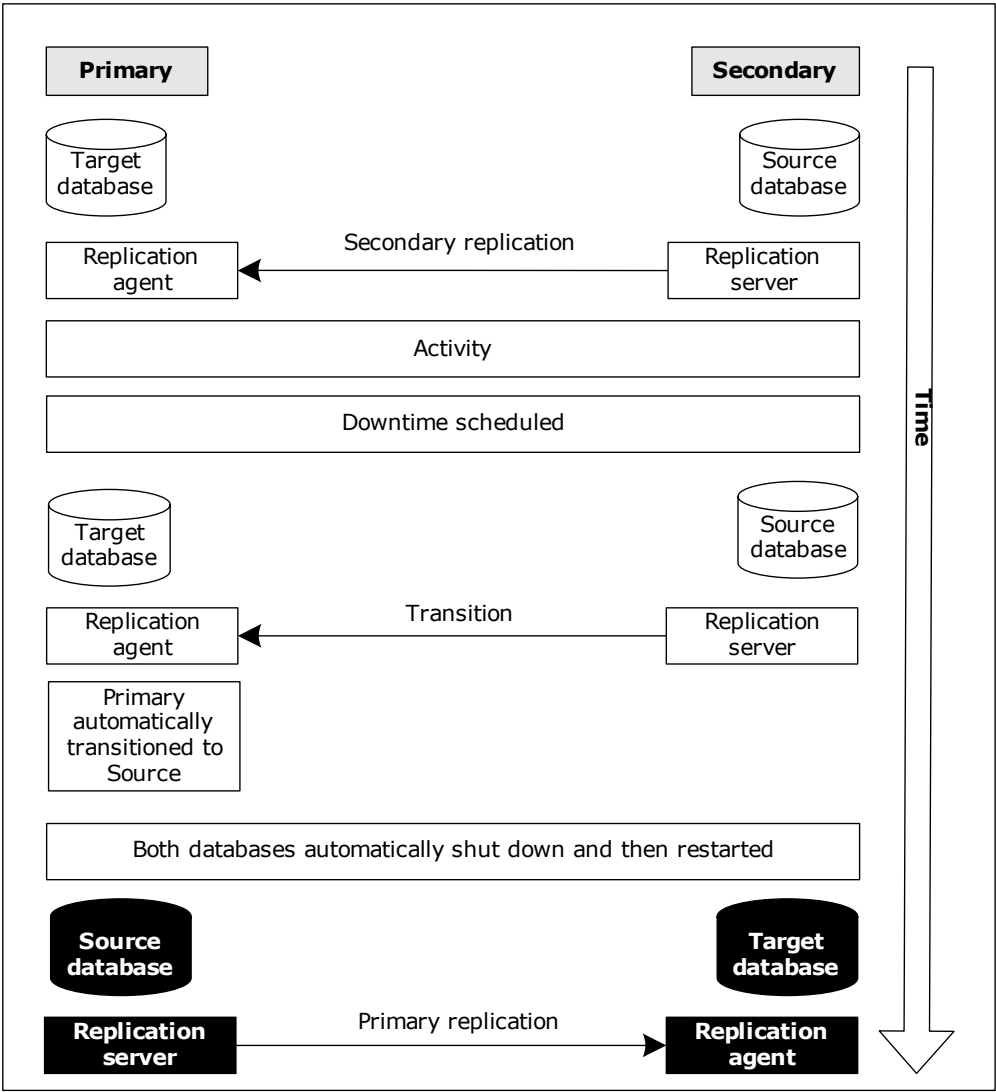 Primary
Secondary
Target
database
Source
database
Secondary replication
Replication
agent
Replication
server
Activity
Downtime scheduled
Time
Target
database
Source
database
Transition
Replication
agent
Replication
server
Primary
automatically
transitioned to
Source
Both databases automatically shut down and then restarted
Source
database
Target
database
Primary replication
Replication
server
Replication
agent